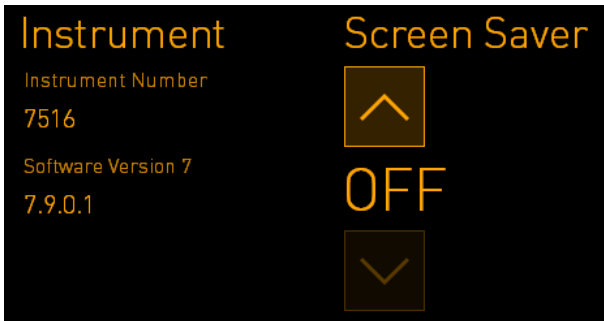 Instrument
Instrument Number
7516
Software Version 7
7.9.0.1
Screen Saver
OFF